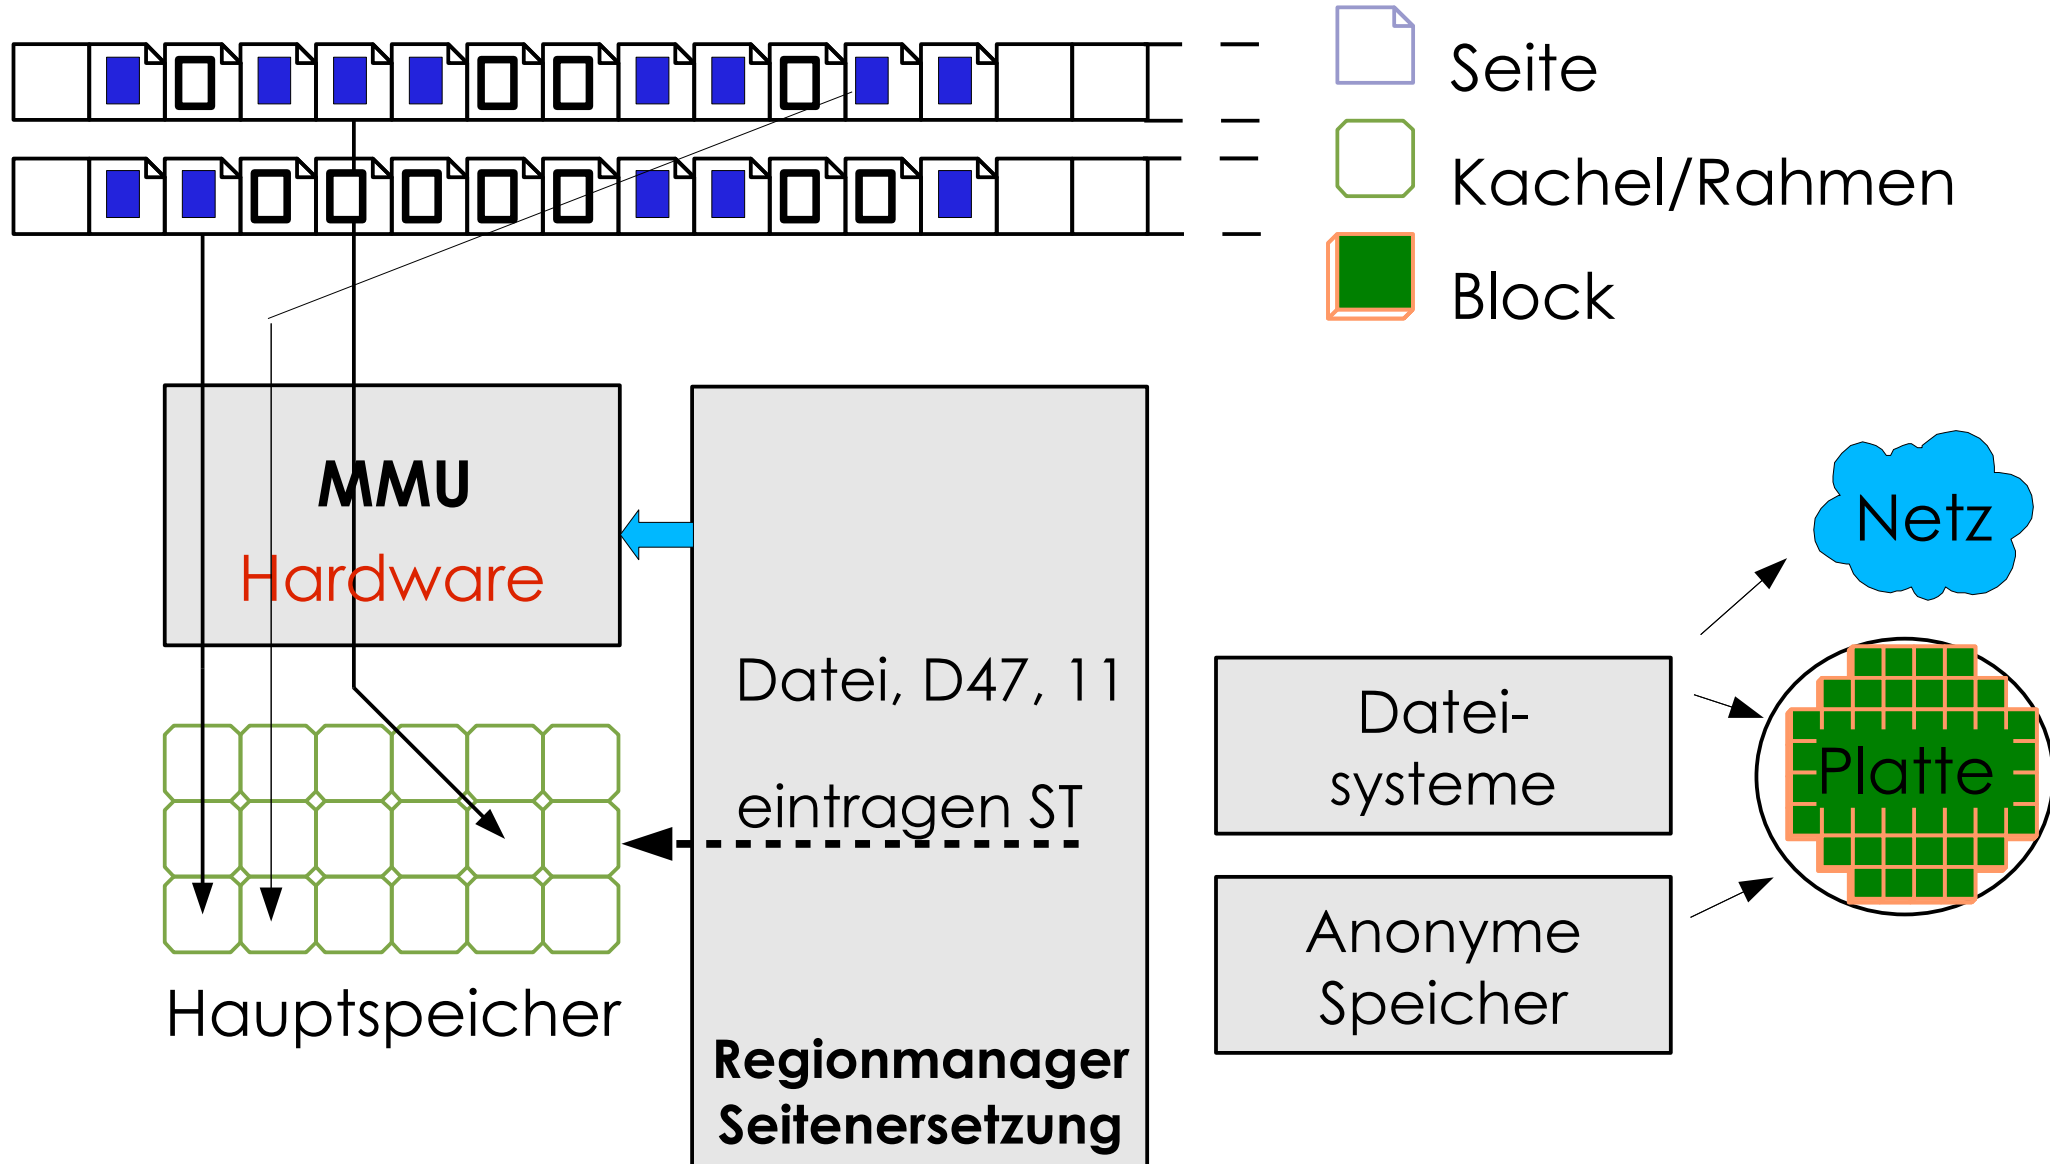 Seite
Kachel/Rahmen
Block
MMU
Hardware
Datei, D47, 11
eintragen ST
Hauptspeicher
Regionmanager
Seitenersetzung
Datei-
systeme
Anonyme
Speicher
Netz
Platte